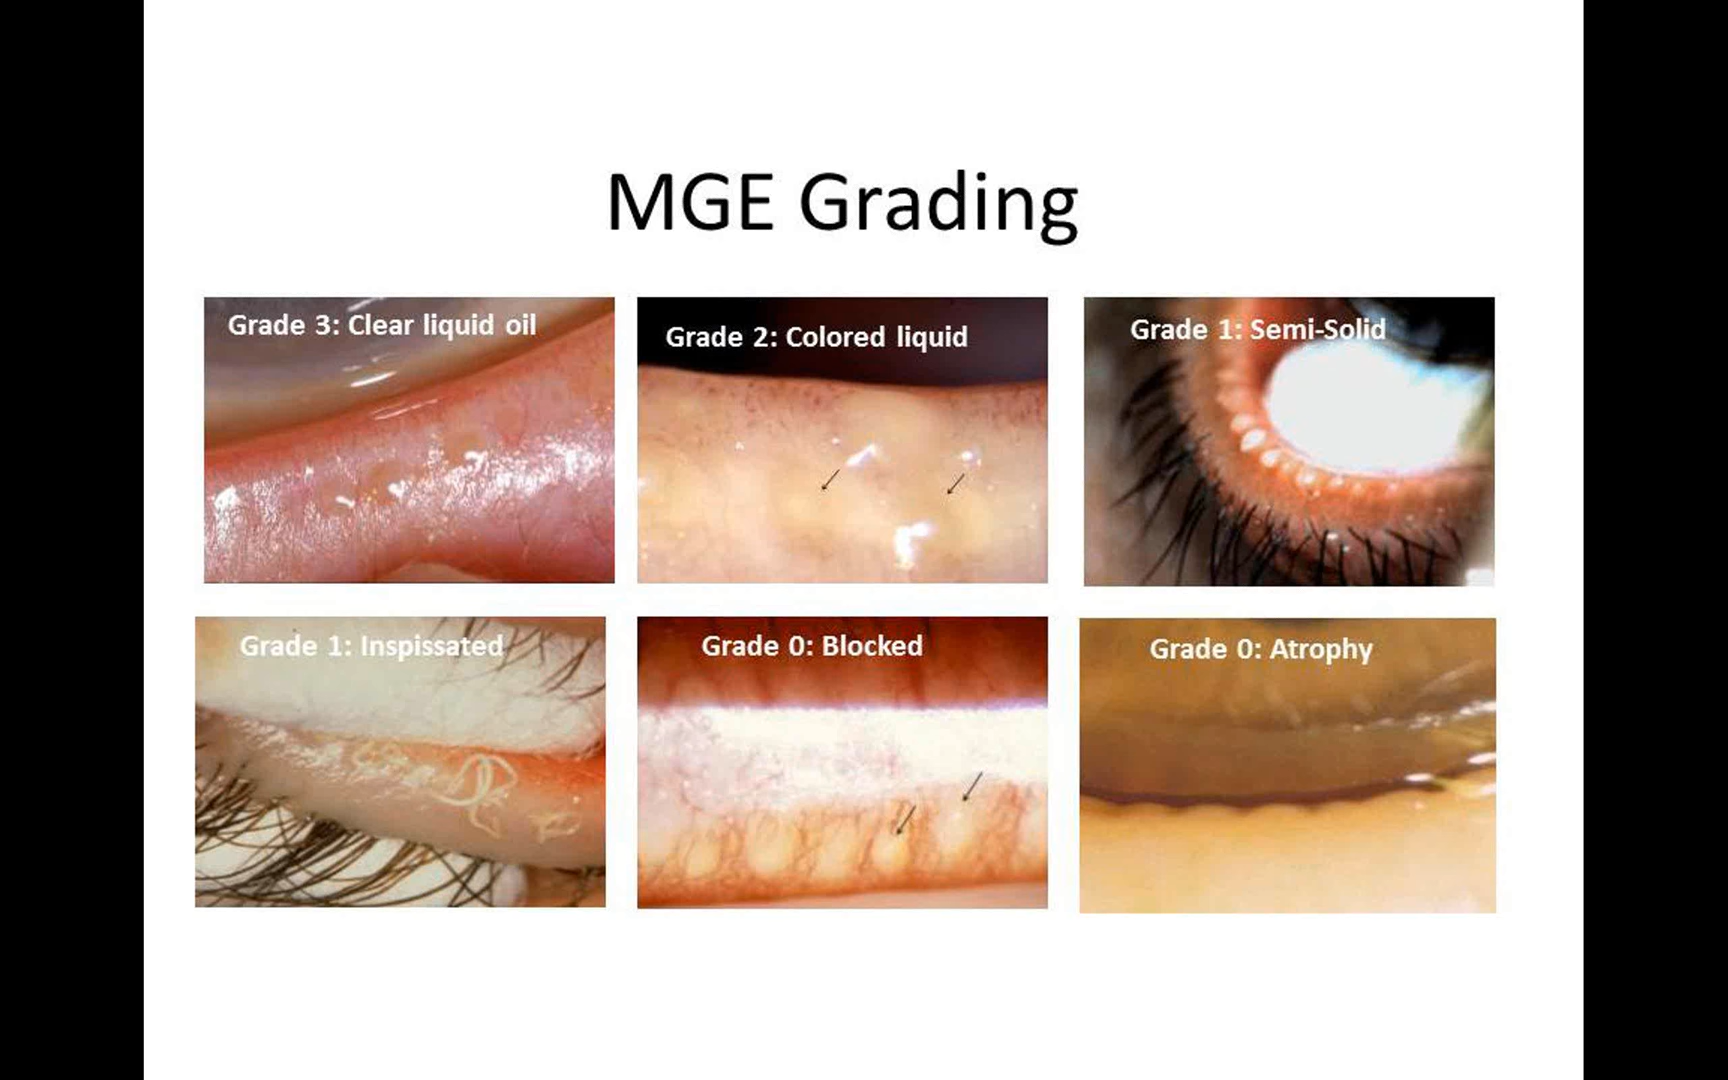 MGE Grading
Grade 3: Clear liquid oil
Grade 2: Colored liquid
Grade 1: Semi-Solid
Grade 1: Inspissated
Grade 0: Blocked
Grade 0: Atrophy